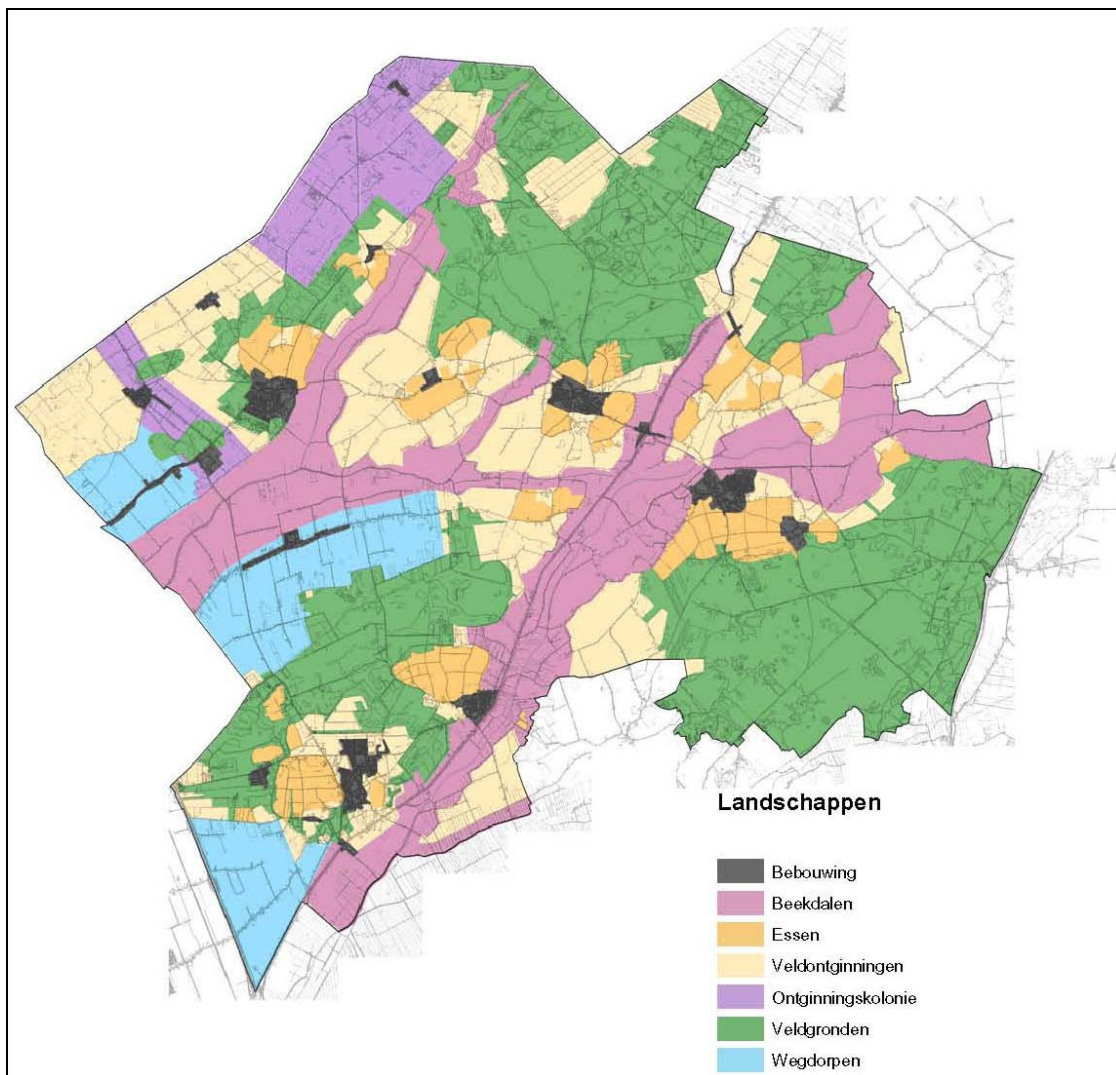 Landschappen
Bebouwing
Beekdalen
Essen
Veldontginningen
Ontginningskolonie
Veldgronden
Wegdorpen